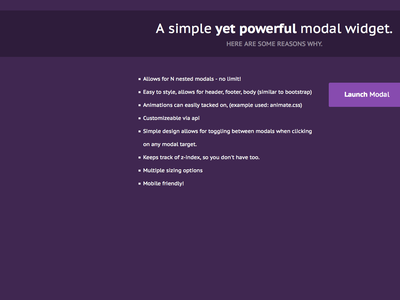 A simple yet powerful modal widget.
HERE ARE SOME REASONS WHY.
Allows for N nested modals - no limit!
Easy to style, allows for header, footer, body (similar to bootstrap)
Animations can easily tacked on, (example used: animate.css)
Customizeable via api
Simple design allows for toggling between modals when clicking
on any modal target.
Keeps track of z-index, so you don't have too.
Multiple sizing options
Mobile friendly!
Launch Modal